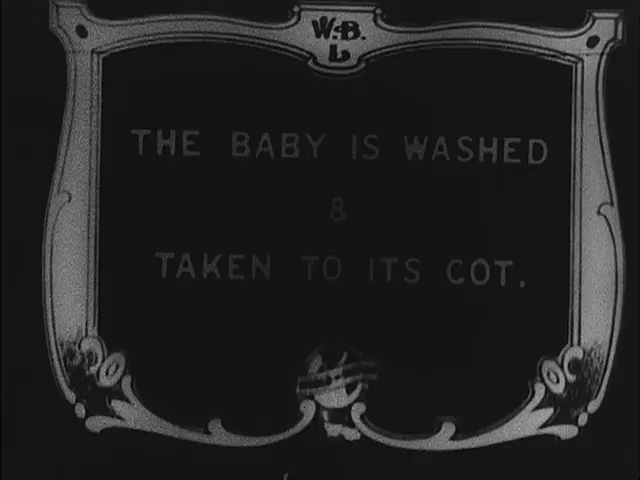 W.B.
L
THE BABY IS WASHED
&
TAKEN TO ITS COT.